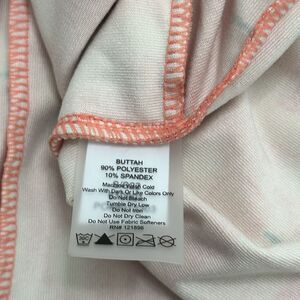 BUTTAH
90% POLYESTER
10% SPANDEX
Machine Wash Cold
Wash With Dark Or Like Colors Only
Do Not Bleach
Tumble Dry Low
Do Not Iron
Do Not Dry Clean
Do Not Use Fabric Softeners
RN# 121898